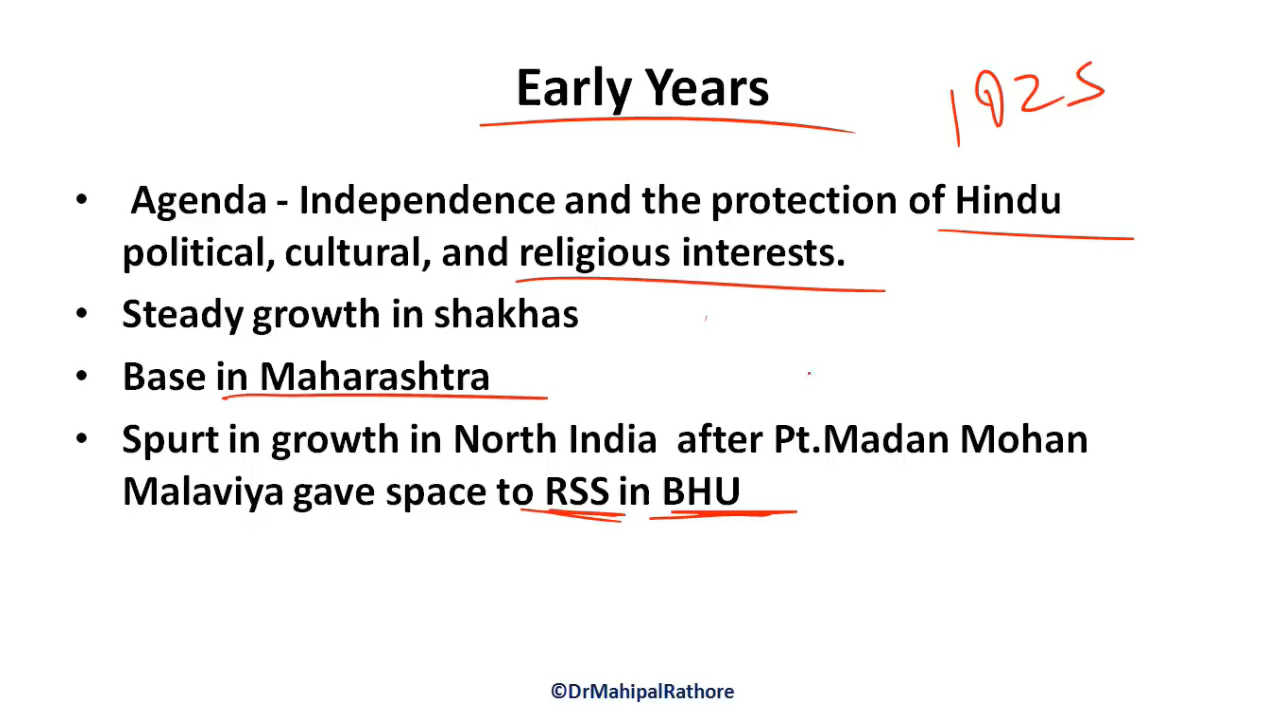 Early Years
1925
• Agenda - Independence and the protection of Hindu
political, cultural, and religious interests.
• Steady growth in shakhas
• Base in Maharashtra
• Spurt in growth in North India after Pt.Madan Mohan
Malaviya gave space to RSS in BHU
©DrMahipalRathore